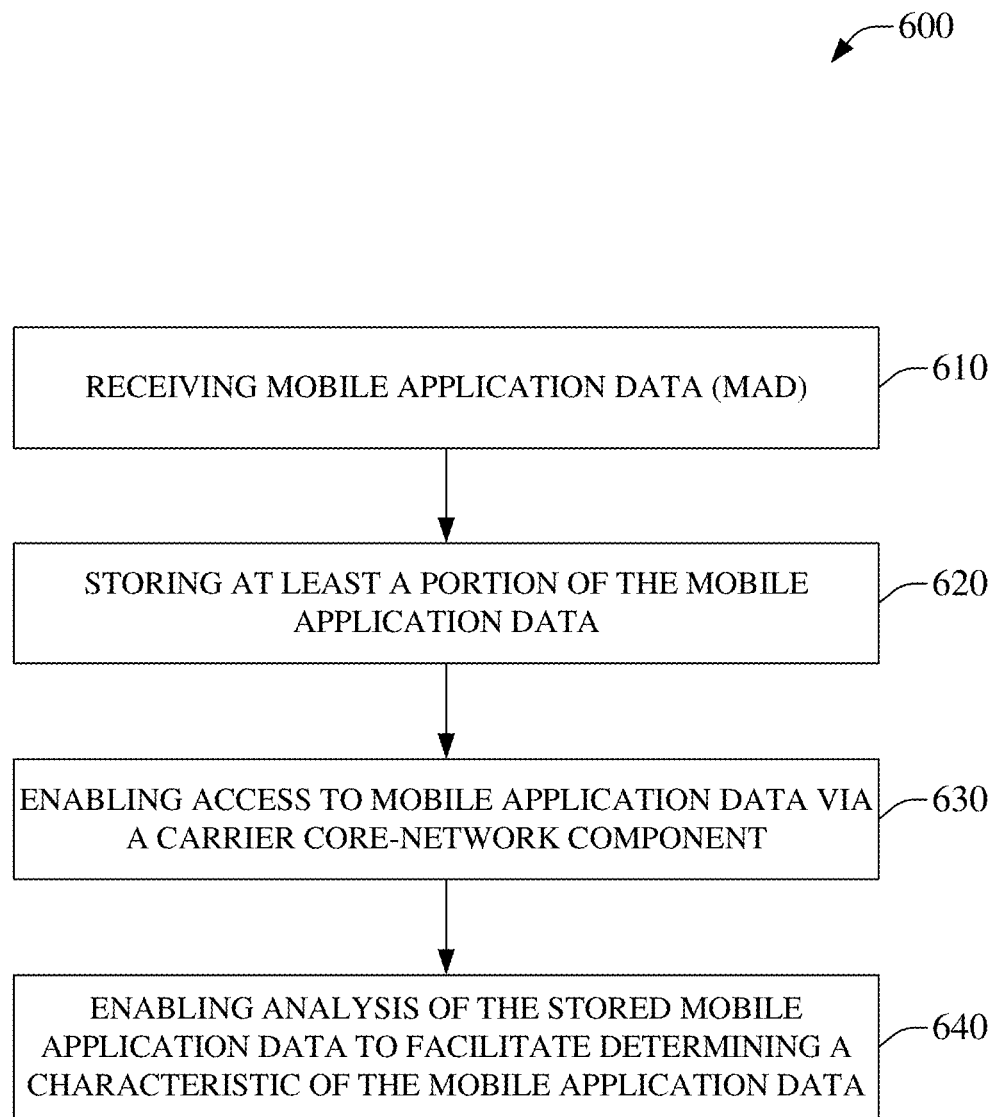 600
RECEIVING MOBILE APPLICATION DATA (MAD)
610
STORING AT LEAST A PORTION OF THE MOBILE
APPLICATION DATA
620
ENABLING ACCESS TO MOBILE APPLICATION DATA VIA
A CARRIER CORE-NETWORK COMPONENT
630
ENABLING ANALYSIS OF THE STORED MOBILE
APPLICATION DATA TO FACILITATE DETERMINING A
CHARACTERISTIC OF THE MOBILE APPLICATION DATA
640